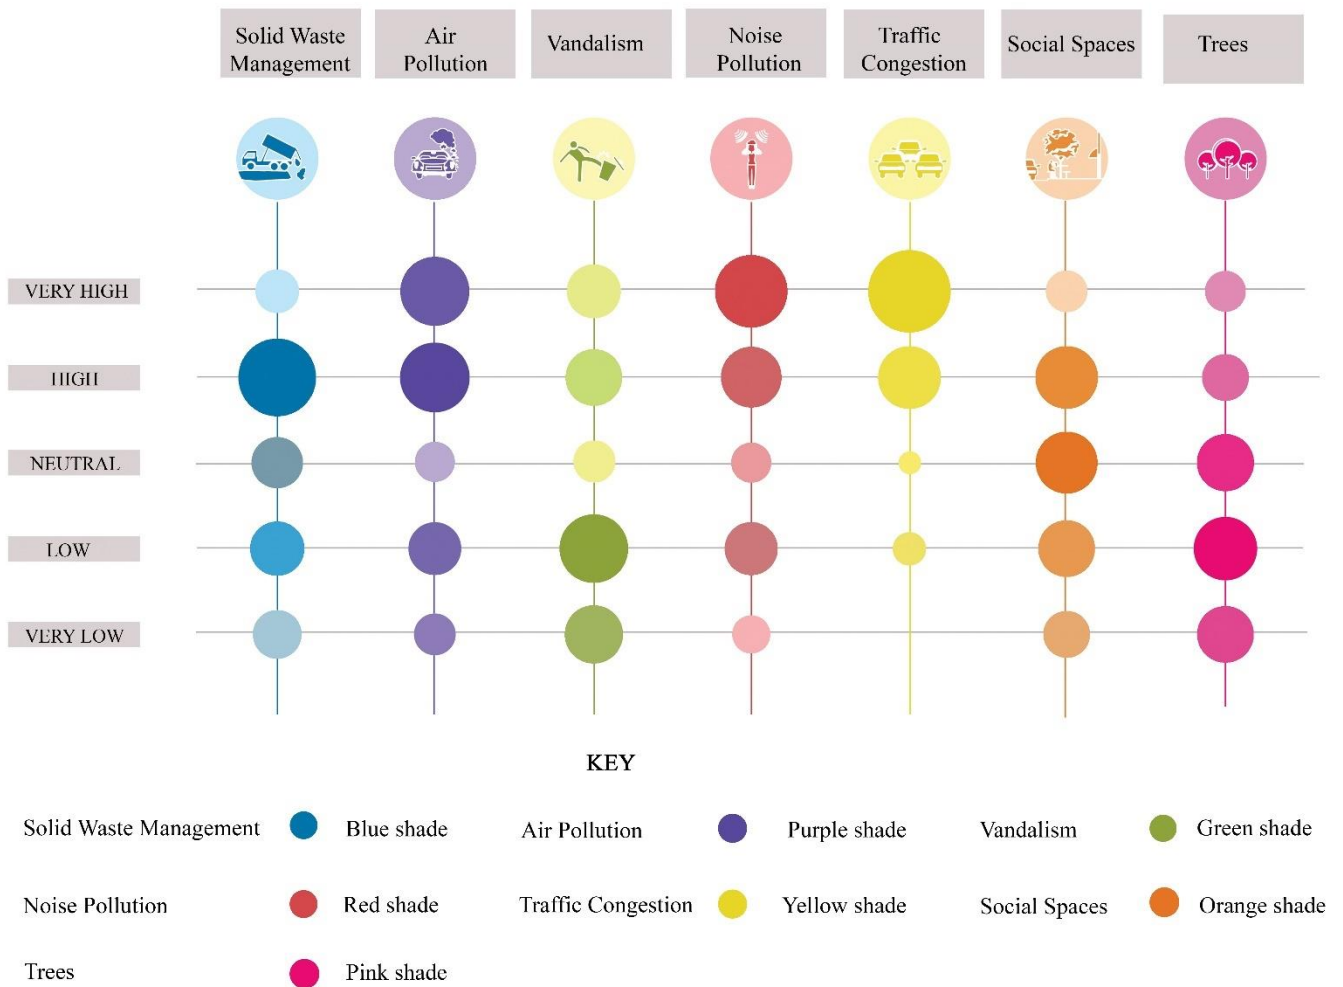 Solid Waste
Management
Air
Pollution
Vandalism
Noise
Pollution
Traffic
Congestion
Social Spaces
Trees
VERY HIGH
HIGH
NEUTRAL
LOW
VERY LOW
KEY
Solid Waste Management Blue shade Air Pollution Purple shade Vandalism Green shade
Noise Pollution Red shade Traffic Congestion Yellow shade Social Spaces Orange shade
Trees Pink shade